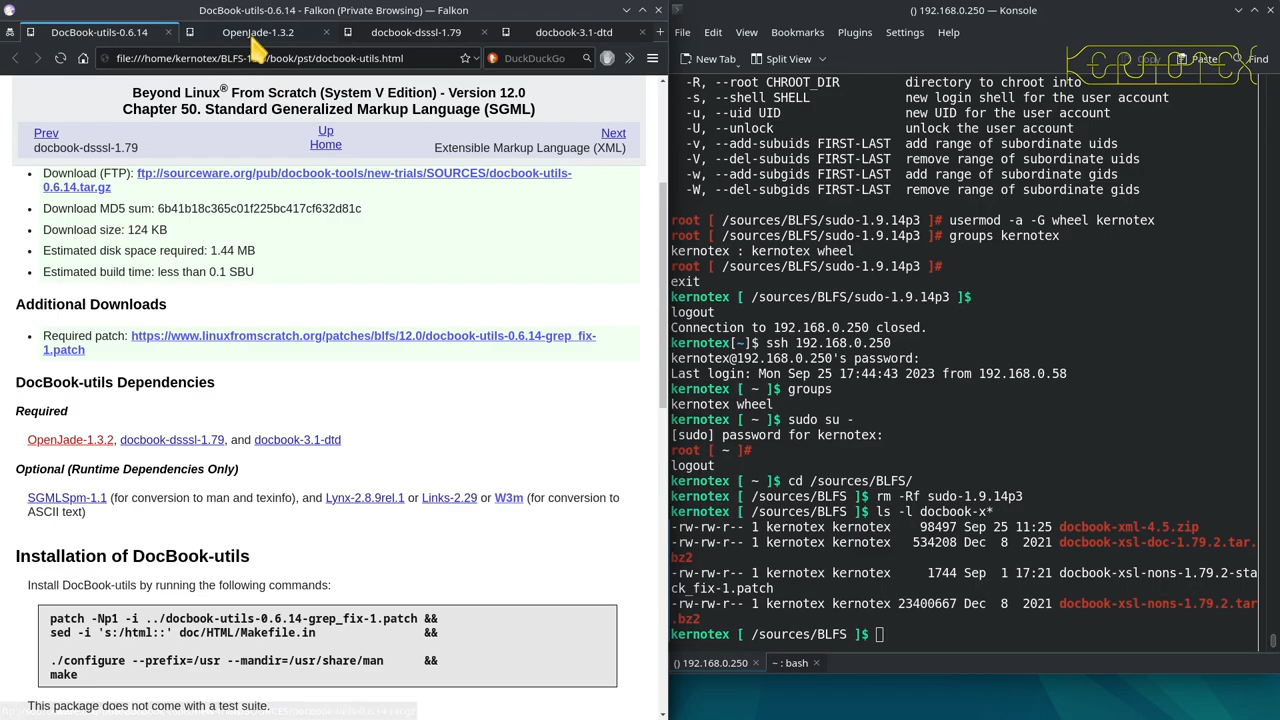 DocBook-utils-0.6.14 - Falkon (Private Browsing) — Falkon
DocBook-utils-0.6.14
OpenJade-1.3.2
docbook-dsssl-1.79
docbook-3.1-dtd
DuckDuckGo
Beyond Linux® From Scratch (System V Edition) - Version 12.0
Chapter 50. Standard Generalized Markup Language (SGML)
Prev
Up
Next
docbook-dsssl-1.79
Home
Extensible Markup Language (XML)
Download (FTP): ftp://sourceware.org/pub/docbook-tools/new-trials/SOURCES/docbook-utils-
0.6.14.tar.gz
Download MD5 sum: 6b41b18c365c01f225bc417cf632d81c
Download size: 124 KB
Estimated disk space required: 1.44 MB
Estimated build time: less than 0.1 SBU
Additional Downloads
Required patch: https://www.linuxfromscratch.org/patches/blfs/12.0/docbook-utils-0.6.14-grep_fix-
1.patch
DocBook-utils Dependencies
Required
OpenJade-1.3.2, docbook-dsssl-1.79, and docbook-3.1-dtd
Optional (Runtime Dependencies Only)
SGMLSpm-1.1 (for conversion to man and texinfo), and Lynx-2.8.9rel.1 or Links-2.29 or W3m (for conversion to
ASCII text)
Installation of DocBook-utils
Install DocBook-utils by running the following commands:
patch -Np1 -i ../docbook-utils-0.6.14-grep_fix-1.patch &&
sed -i 's:/html::' doc/HTML/Makefile.in &&
./configure --prefix=/usr --mandir=/usr/share/man &&
make
This package does not come with a test suite.
() 192.168.0.250 — Konsole
File Edit View Bookmarks Plugins Settings Help
New Tab Split View Copy Paste Find
KERNOTEX
-R, --root CHROOT_DIR directory to chroot into
-s, --shell SHELL new login shell for the user account
-u, --uid UID new UID for the user account
-U, --unlock unlock the user account
-v, --add-subuids FIRST-LAST add range of subordinate uids
-V, --del-subuids FIRST-LAST remove range of subordinate uids
-w, --add-subgids FIRST-LAST add range of subordinate gids
-W, --del-subgids FIRST-LAST remove range of subordinate gids
root [ /sources/BLFS/sudo-1.9.14p3 ]# usermod -a -G wheel kernotex
root [ /sources/BLFS/sudo-1.9.14p3 ]# groups kernotex
kernotex : kernotex wheel
root [ /sources/BLFS/sudo-1.9.14p3 ]#
exit
kernotex [ /sources/BLFS/sudo-1.9.14p3 ]$
logout
Connection to 192.168.0.250 closed.
kernotex[~]$ ssh 192.168.0.250
kernotex@192.168.0.250's password:
Last login: Mon Sep 25 17:44:43 2023 from 192.168.0.58
kernotex [ ~ ]$ groups
kernotex wheel
kernotex [ ~ ]$ sudo su -
[sudo] password for kernotex:
root [ ~ ]#
logout
kernotex [ ~ ]$ cd /sources/BLFS/
kernotex [ /sources/BLFS ]$ rm -Rf sudo-1.9.14p3
kernotex [ /sources/BLFS ]$ ls -l docbook-x*
-rw-rw-r-- 1 kernotex kernotex 98497 Sep 25 11:25 docbook-xml-4.5.zip
-rw-rw-r-- 1 kernotex kernotex 534208 Dec 8 2021 docbook-xsl-doc-1.79.2.tar.
bz2
-rw-rw-r-- 1 kernotex kernotex 1744 Sep 1 17:21 docbook-xsl-nons-1.79.2-sta
ck_fix-1.patch
-rw-rw-r-- 1 kernotex kernotex 23400667 Dec 8 2021 docbook-xsl-nons-1.79.2.tar
.bz2
kernotex [ /sources/BLFS ]$
() 192.168.0.250
~ : bash